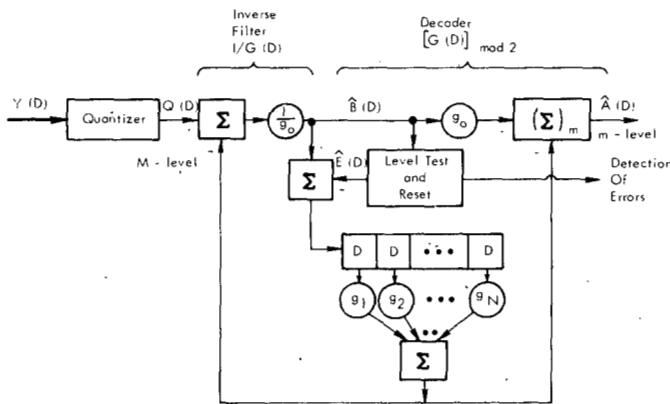 Inverse
Filter
I/G (D)
Decoder
[G (D)] mod 2
Y (D)
Quantizer
Q (D)
Σ
1/g₀
B̂ (D)
g₀
(Σ)ₘ
Â (D)
m - level
M - level
Σ
Ê (D)
Level Test
and
Reset
Detection
Of
Errors
D D ••• D
g₁ g₂ ••• g_N
Σ